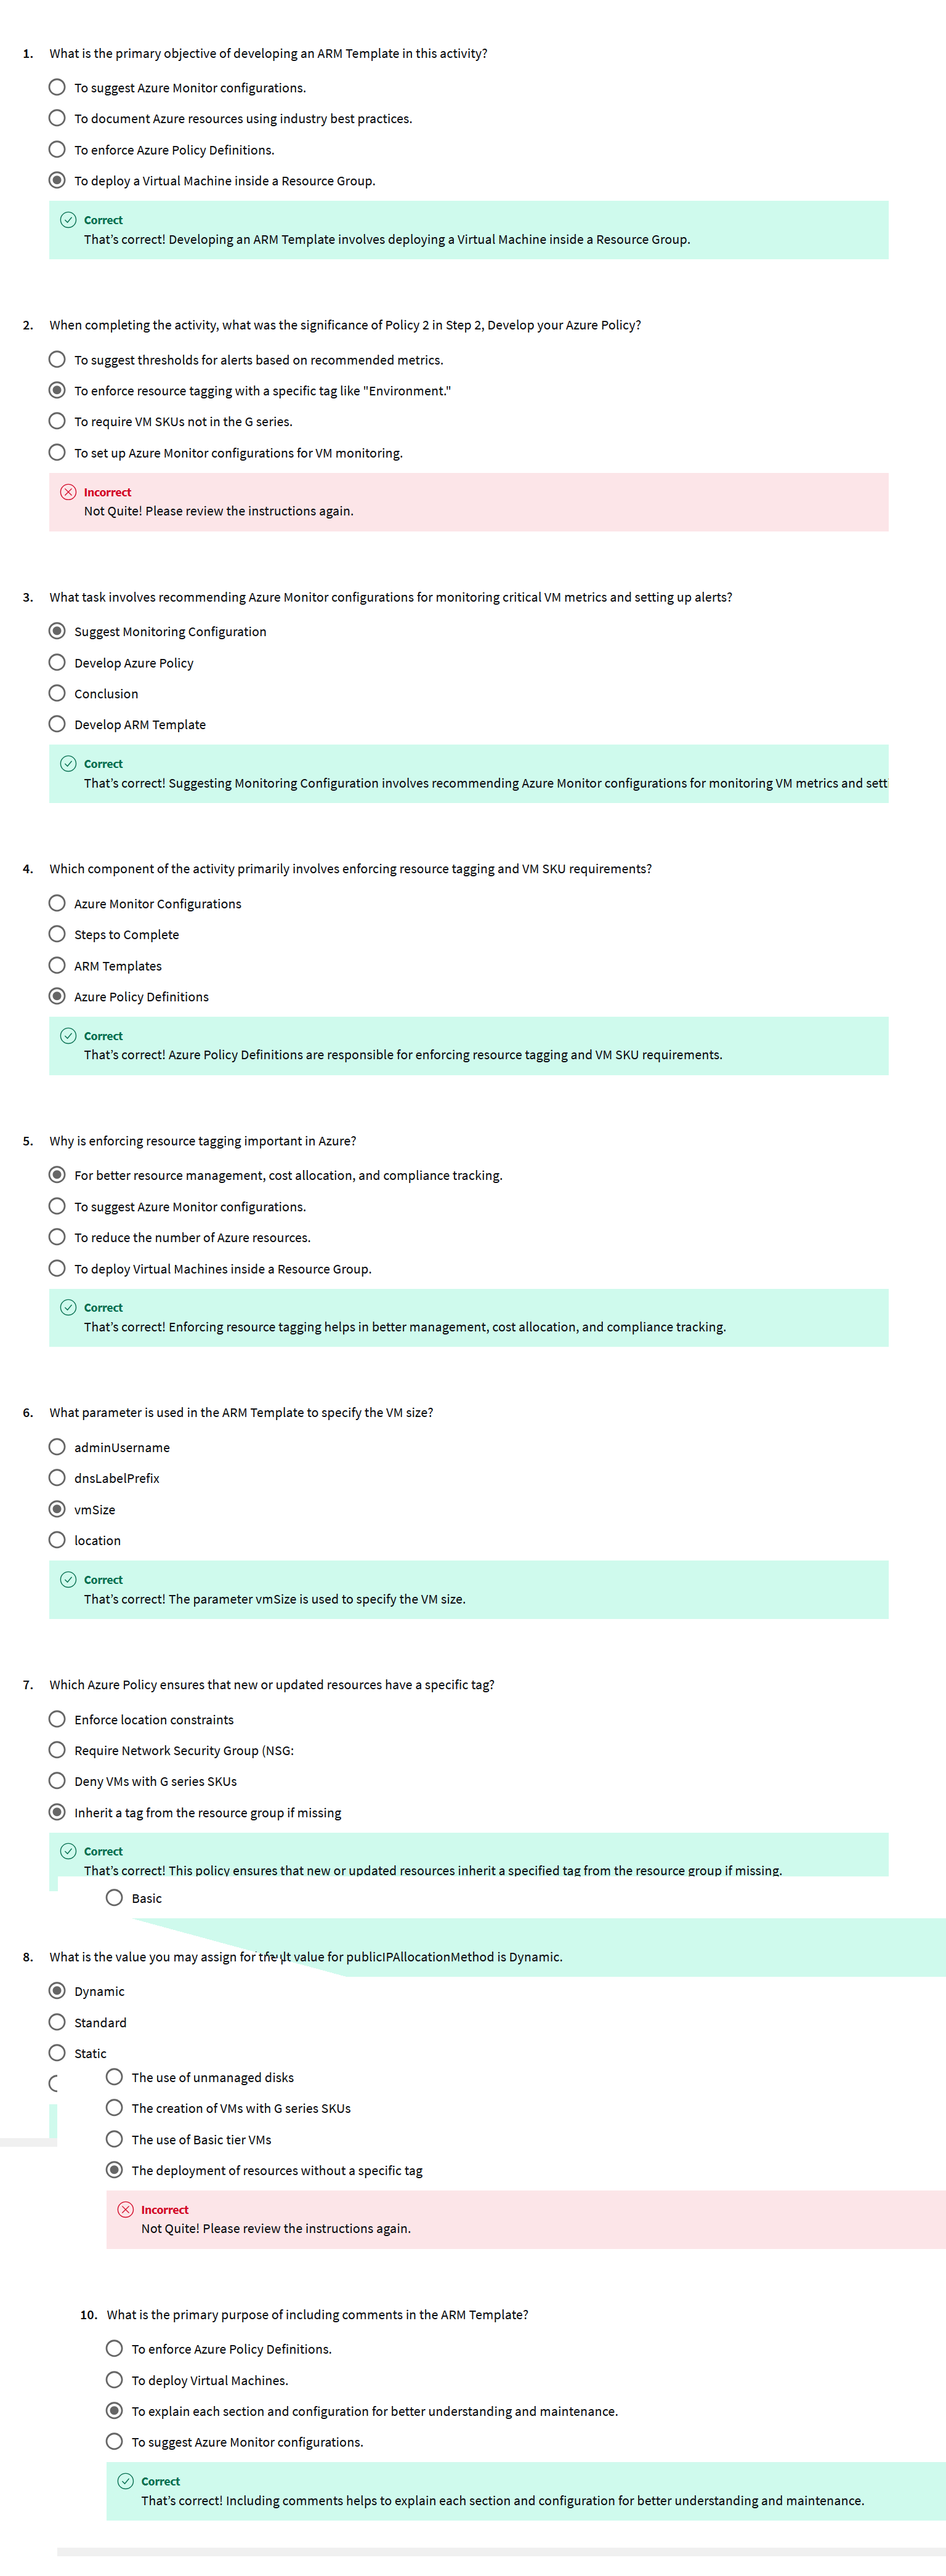 1. What is the primary objective of developing an ARM Template in this activity?
To suggest Azure Monitor configurations.
To document Azure resources using industry best practices.
To enforce Azure Policy Definitions.
To deploy a Virtual Machine inside a Resource Group.
Correct
That's correct! Developing an ARM Template involves deploying a Virtual Machine inside a Resource Group.
2. When completing the activity, what was the significance of Policy 2 in Step 2, Develop your Azure Policy?
To suggest thresholds for alerts based on recommended metrics.
To enforce resource tagging with a specific tag like "Environment."
To require VM SKUs not in the G series.
To set up Azure Monitor configurations for VM monitoring.
Incorrect
Not Quite! Please review the instructions again.
3. What task involves recommending Azure Monitor configurations for monitoring critical VM metrics and setting up alerts?
Suggest Monitoring Configuration
Develop Azure Policy
Conclusion
Develop ARM Template
Correct
That's correct! Suggesting Monitoring Configuration involves recommending Azure Monitor configurations for monitoring VM metrics and sett
4. Which component of the activity primarily involves enforcing resource tagging and VM SKU requirements?
Azure Monitor Configurations
Steps to Complete
ARM Templates
Azure Policy Definitions
Correct
That's correct! Azure Policy Definitions are responsible for enforcing resource tagging and VM SKU requirements.
5. Why is enforcing resource tagging important in Azure?
For better resource management, cost allocation, and compliance tracking.
To suggest Azure Monitor configurations.
To reduce the number of Azure resources.
To deploy Virtual Machines inside a Resource Group.
Correct
That's correct! Enforcing resource tagging helps in better management, cost allocation, and compliance tracking.
6. What parameter is used in the ARM Template to specify the VM size?
adminUsername
dnsLabelPrefix
vmSize
location
Correct
That's correct! The parameter vmSize is used to specify the VM size.
7. Which Azure Policy ensures that new or updated resources have a specific tag?
Enforce location constraints
Require Network Security Group (NSG:
Deny VMs with G series SKUs
Inherit a tag from the resource group if missing
Correct
That's correct! This policy ensures that new or updated resources inherit a specified tag from the resource group if missing.
Basic
8. What is the value you may assign for value for publicIPAllocationMethod is Dynamic.
Dynamic
Standard
Static
The use of unmanaged disks
The creation of VMs with G series SKUs
The use of Basic tier VMs
The deployment of resources without a specific tag
Incorrect
Not Quite! Please review the instructions again.
10. What is the primary purpose of including comments in the ARM Template?
To enforce Azure Policy Definitions.
To deploy Virtual Machines.
To explain each section and configuration for better understanding and maintenance.
To suggest Azure Monitor configurations.
Correct
That's correct! Including comments helps to explain each section and configuration for better understanding and maintenance.